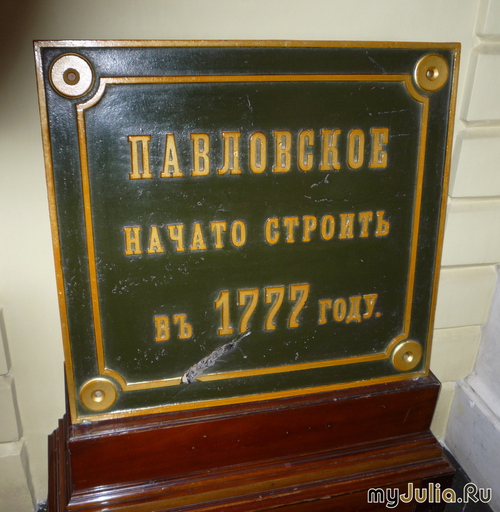 ПАВЛОВСКОЕ
НАЧАТО СТРОИТЬ
ВЪ 1777 ГОДУ.
myJulia.Ru